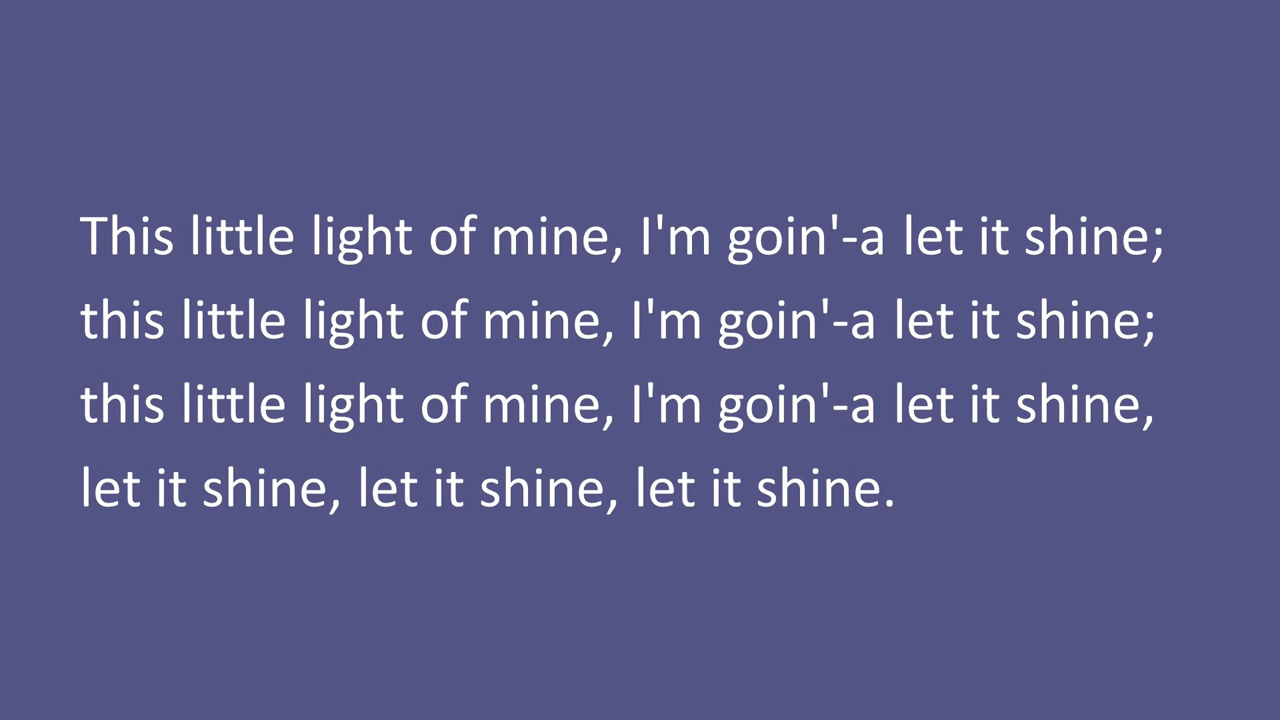 This little light of mine, I'm goin'-a let it shine;
this little light of mine, I'm goin'-a let it shine;
this little light of mine, I'm goin'-a let it shine,
let it shine, let it shine, let it shine.